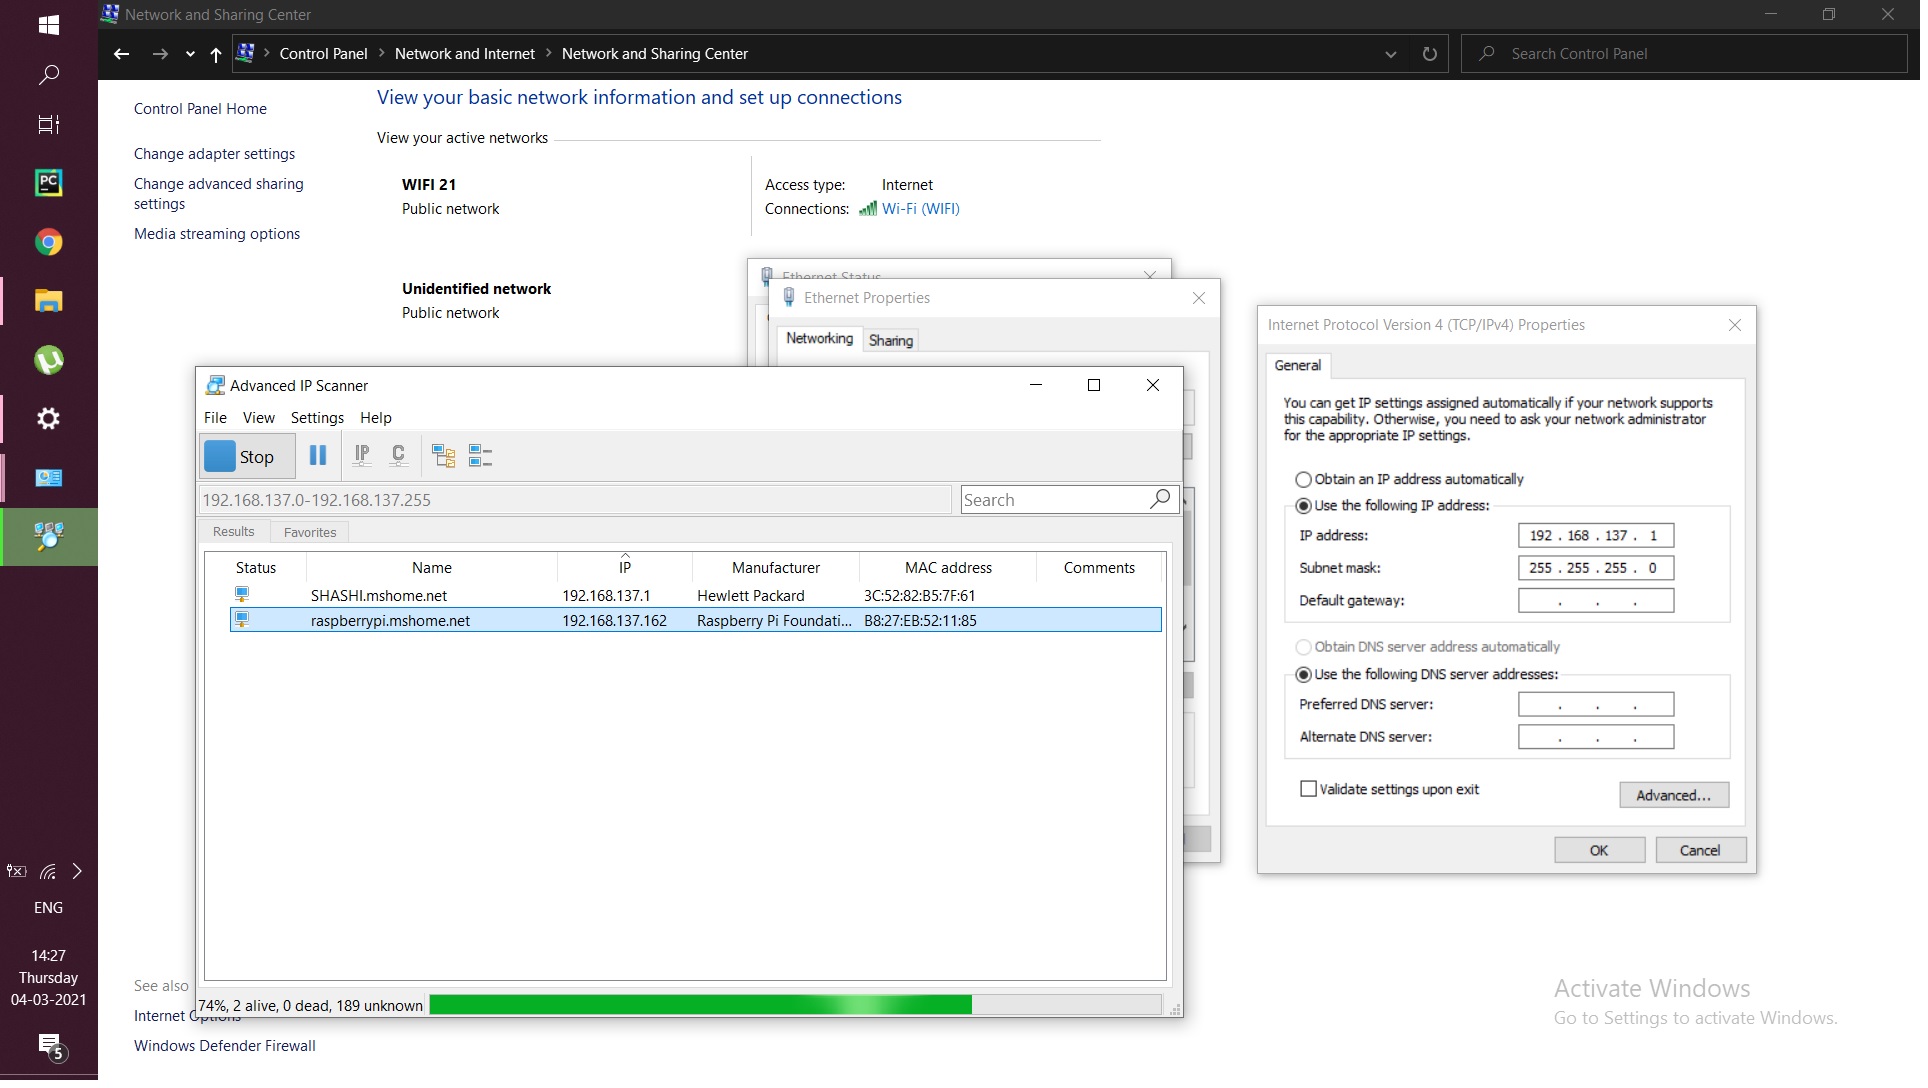 Network and Sharing Center
Control Panel > Network and Internet > Network and Sharing Center
Search Control Panel
Control Panel Home
Change adapter settings
Change advanced sharing
settings
Media streaming options
View your basic network information and set up connections
View your active networks
WIFI 21
Public network
Access type: Internet
Connections: Wi-Fi (WIFI)
Unidentified network
Public network
Ethernet Status
Ethernet Properties
Networking Sharing
Advanced IP Scanner
File View Settings Help
Stop IP C
192.168.137.0-192.168.137.255
Search
Results Favorites
Status Name IP Manufacturer MAC address Comments
SHASHI.mshome.net 192.168.137.1 Hewlett Packard 3C:52:82:B5:7F:61
raspberrypi.mshome.net 192.168.137.162 Raspberry Pi Foundati... B8:27:EB:52:11:85
74%, 2 alive, 0 dead, 189 unknown
Internet Protocol Version 4 (TCP/IPv4) Properties
General
You can get IP settings assigned automatically if your network supports
this capability. Otherwise, you need to ask your network administrator
for the appropriate IP settings.
Obtain an IP address automatically
Use the following IP address:
IP address: 192 . 168 . 137 . 1
Subnet mask: 255 . 255 . 255 . 0
Default gateway: . . .
Obtain DNS server address automatically
Use the following DNS server addresses:
Preferred DNS server: . . .
Alternate DNS server: . . .
Validate settings upon exit
Advanced...
OK Cancel
See also
Internet Options
Windows Defender Firewall
Activate Windows
Go to Settings to activate Windows.
PC
ENG
14:27
Thursday
04-03-2021
5